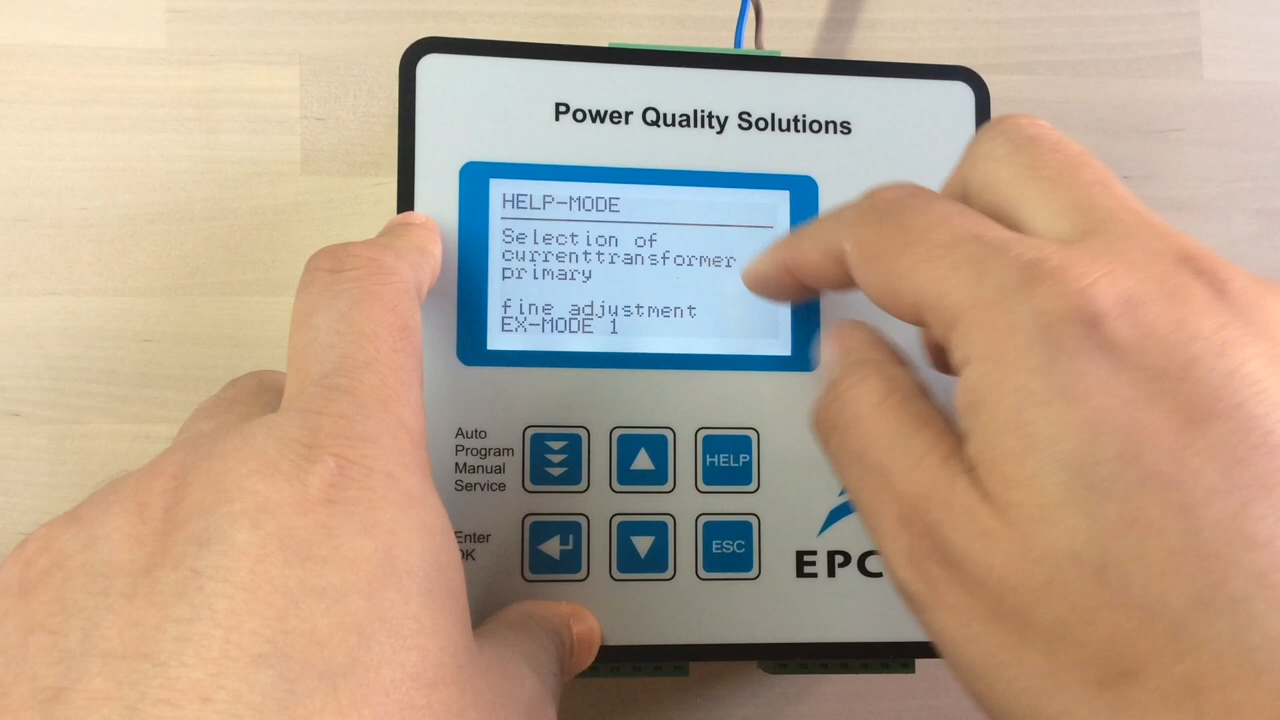 Power Quality Solutions
HELP-MODE
Selection of
currenttransformer
primary
fine adjustment
EX-MODE 1
Auto
Program
Manual
Service
HELP
Enter
OK
ESC
EPC